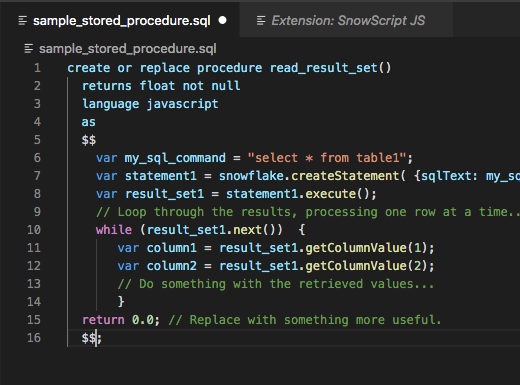 sample_stored_procedure.sql ● Extension: SnowScript JS
sample_stored_procedure.sql
1 create or replace procedure read_result_set()
2 returns float not null
3 language javascript
4 as
5 $$
6 var my_sql_command = "select * from table1";
7 var statement1 = snowflake.createStatement( {sqlText: my_sq
8 var result_set1 = statement1.execute();
9 // Loop through the results, processing one row at a time..
10 while (result_set1.next())  {
11 var column1 = result_set1.getColumnValue(1);
12 var column2 = result_set1.getColumnValue(2);
13 // Do something with the retrieved values...
14 }
15 return 0.0; // Replace with something more useful.
16 $$;